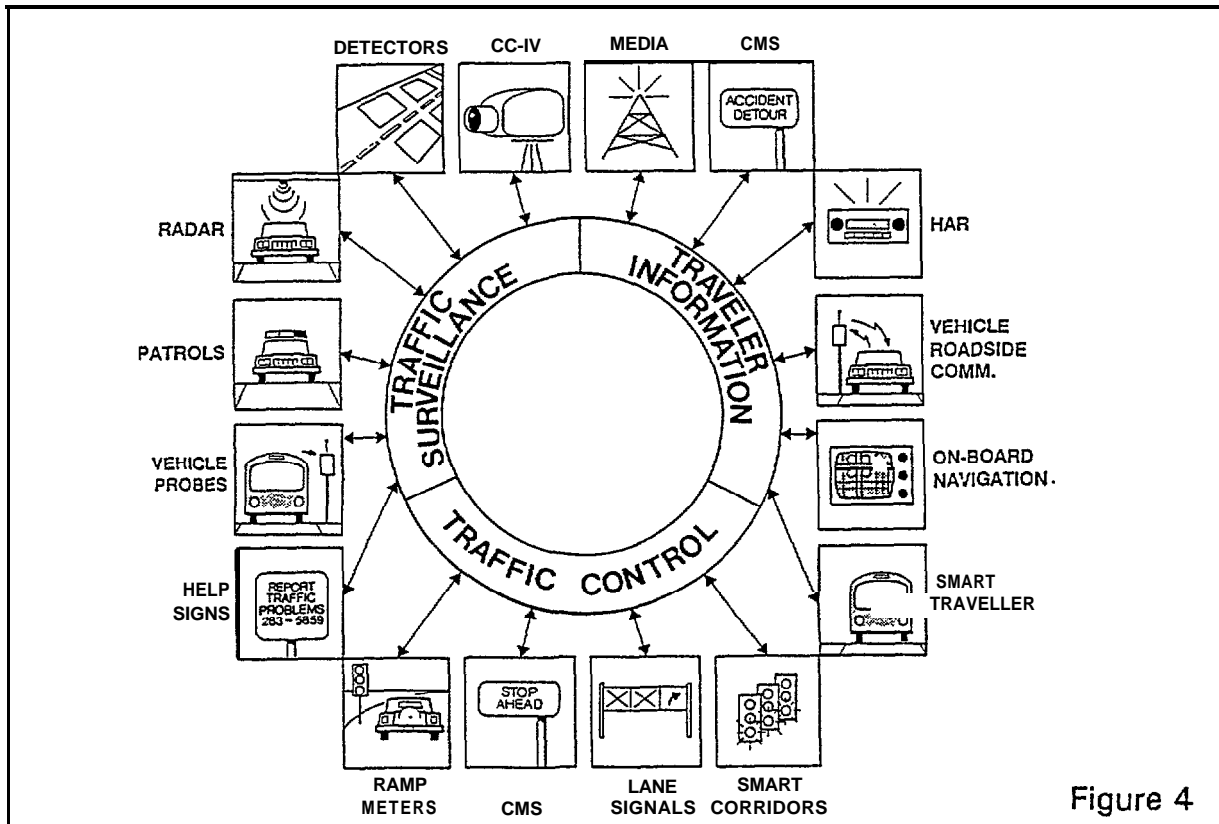 DETECTORS
CC-IV
MEDIA
CMS
ACCIDENT
DETOUR
RADAR
HAR
PATROLS
VEHICLE
ROADSIDE
COMM.
VEHICLE
PROBES
ON-BOARD
NAVIGATION.
HELP
SIGNS
REPORT
TRAFFIC
PROBLEMS
283-5859
SMART
TRAVELLER
TRAFFIC
SURVEILLANCE
TRAVELER
INFORMATION
TRAFFIC CONTROL
STOP
AHEAD
RAMP
METERS
CMS
LANE
SIGNALS
SMART
CORRIDORS
Figure 4